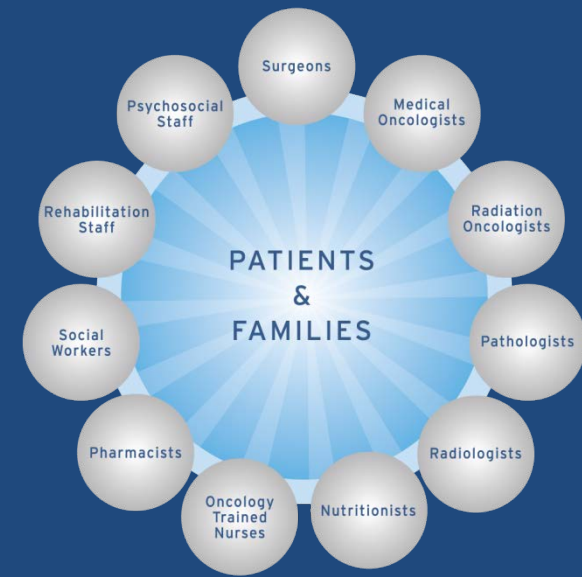 Surgeons
Medical
Oncologists
Radiation
Oncologists
Pathologists
Radiologists
Nutritionists
Oncology
Trained
Nurses
Pharmacists
Social
Workers
Rehabilitation
Staff
Psychosocial
Staff
PATIENTS
&
FAMILIES